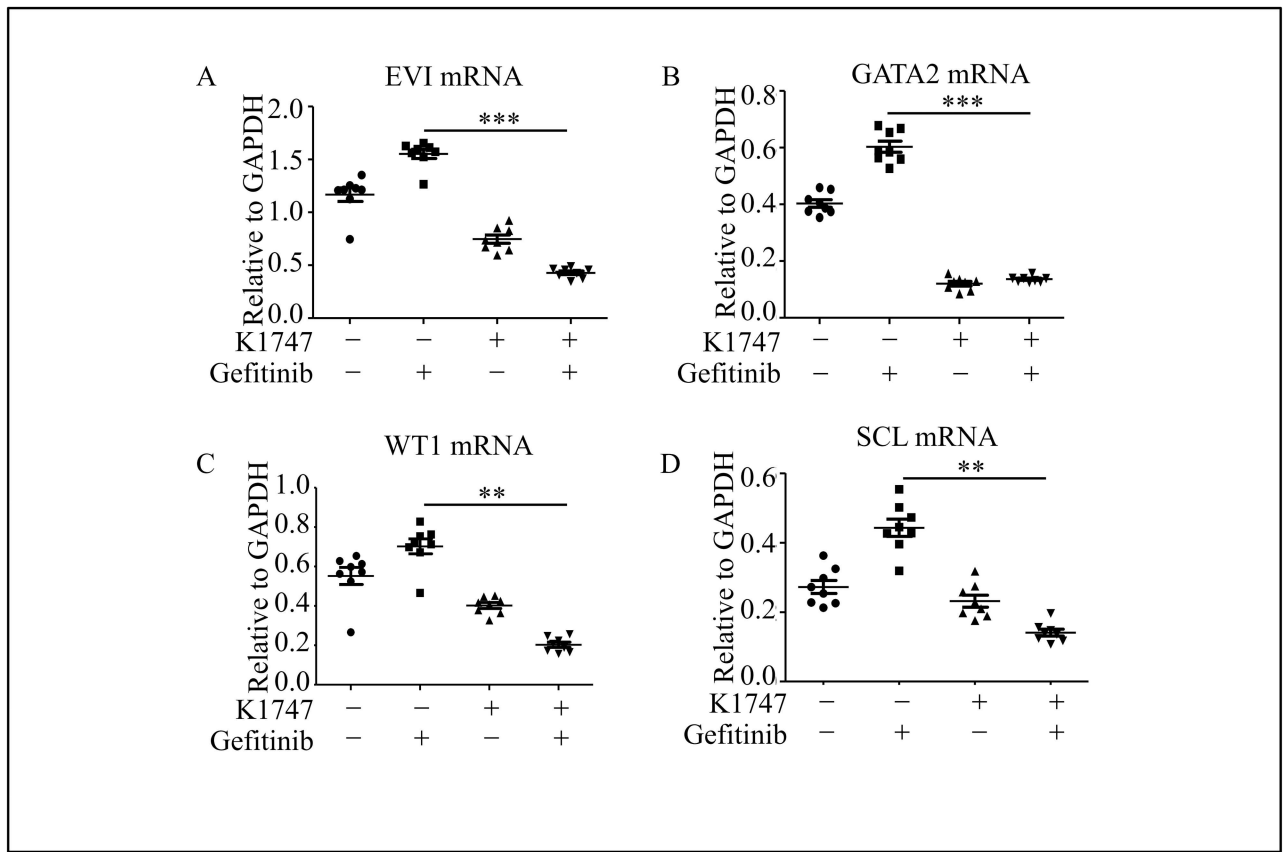 A
EVI mRNA
Relative to GAPDH
2.0
1.5
1.0
0.5
0.0
***
K1747 − − + +
Gefitinib − + − +
B
GATA2 mRNA
Relative to GAPDH
0.8
0.6
0.4
0.2
0.0
***
K1747 − − + +
Gefitinib − + − +
C
WT1 mRNA
Relative to GAPDH
1.0
0.8
0.6
0.4
0.2
0.0
**
K1747 − − + +
Gefitinib − + − +
D
SCL mRNA
Relative to GAPDH
0.6
0.4
0.2
0.0
**
K1747 − − + +
Gefitinib − + − +